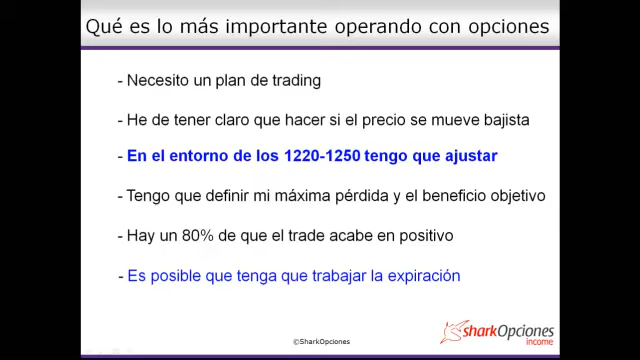 Qué es lo más importante operando con opciones
- Necesito un plan de trading
- He de tener claro que hacer si el precio se mueve bajista
- En el entorno de los 1220-1250 tengo que ajustar
- Tengo que definir mi máxima pérdida y el beneficio objetivo
- Hay un 80% de que el trade acabe en positivo
- Es posible que tenga que trabajar la expiración
©SharkOpciones
sharkOpciones
income